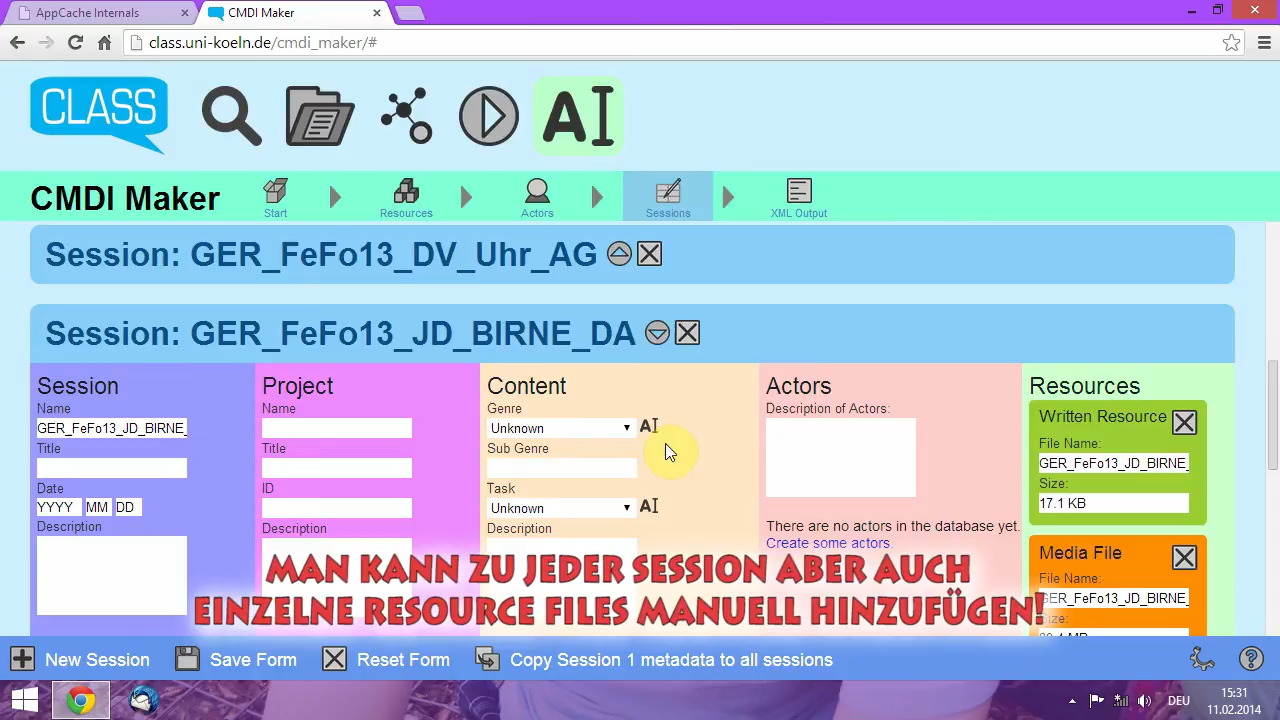 AppCache Internals
CMDI Maker
class.uni-koeln.de/cmdi_maker/#
CLASS
AI
CMDI Maker
Start
Resources
Actors
Sessions
XML Output
Session: GER_FeFo13_DV_Uhr_AG
Session: GER_FeFo13_JD_BIRNE_DA
Session
Name
GER_FeFo13_JD_BIRNE_
Title
Date
YYYY MM DD
Description
Project
Name
Title
ID
Description
Content
Genre
Unknown
AI
Sub Genre
Task
Unknown
AI
Description
Actors
Description of Actors:
There are no actors in the database yet.
Create some actors.
Resources
Written Resource
File Name:
GER_FeFo13_JD_BIRNE_
Size:
17.1 KB
Media File
File Name:
GER_FeFo13_JD_BIRNE_
Size:
MAN KANN ZU JEDER SESSION ABER AUCH
EINZELNE RESOURCE FILES MANUELL HINZUFÜGEN!
New Session
Save Form
Reset Form
Copy Session 1 metadata to all sessions
DEU
15:31
11.02.2014